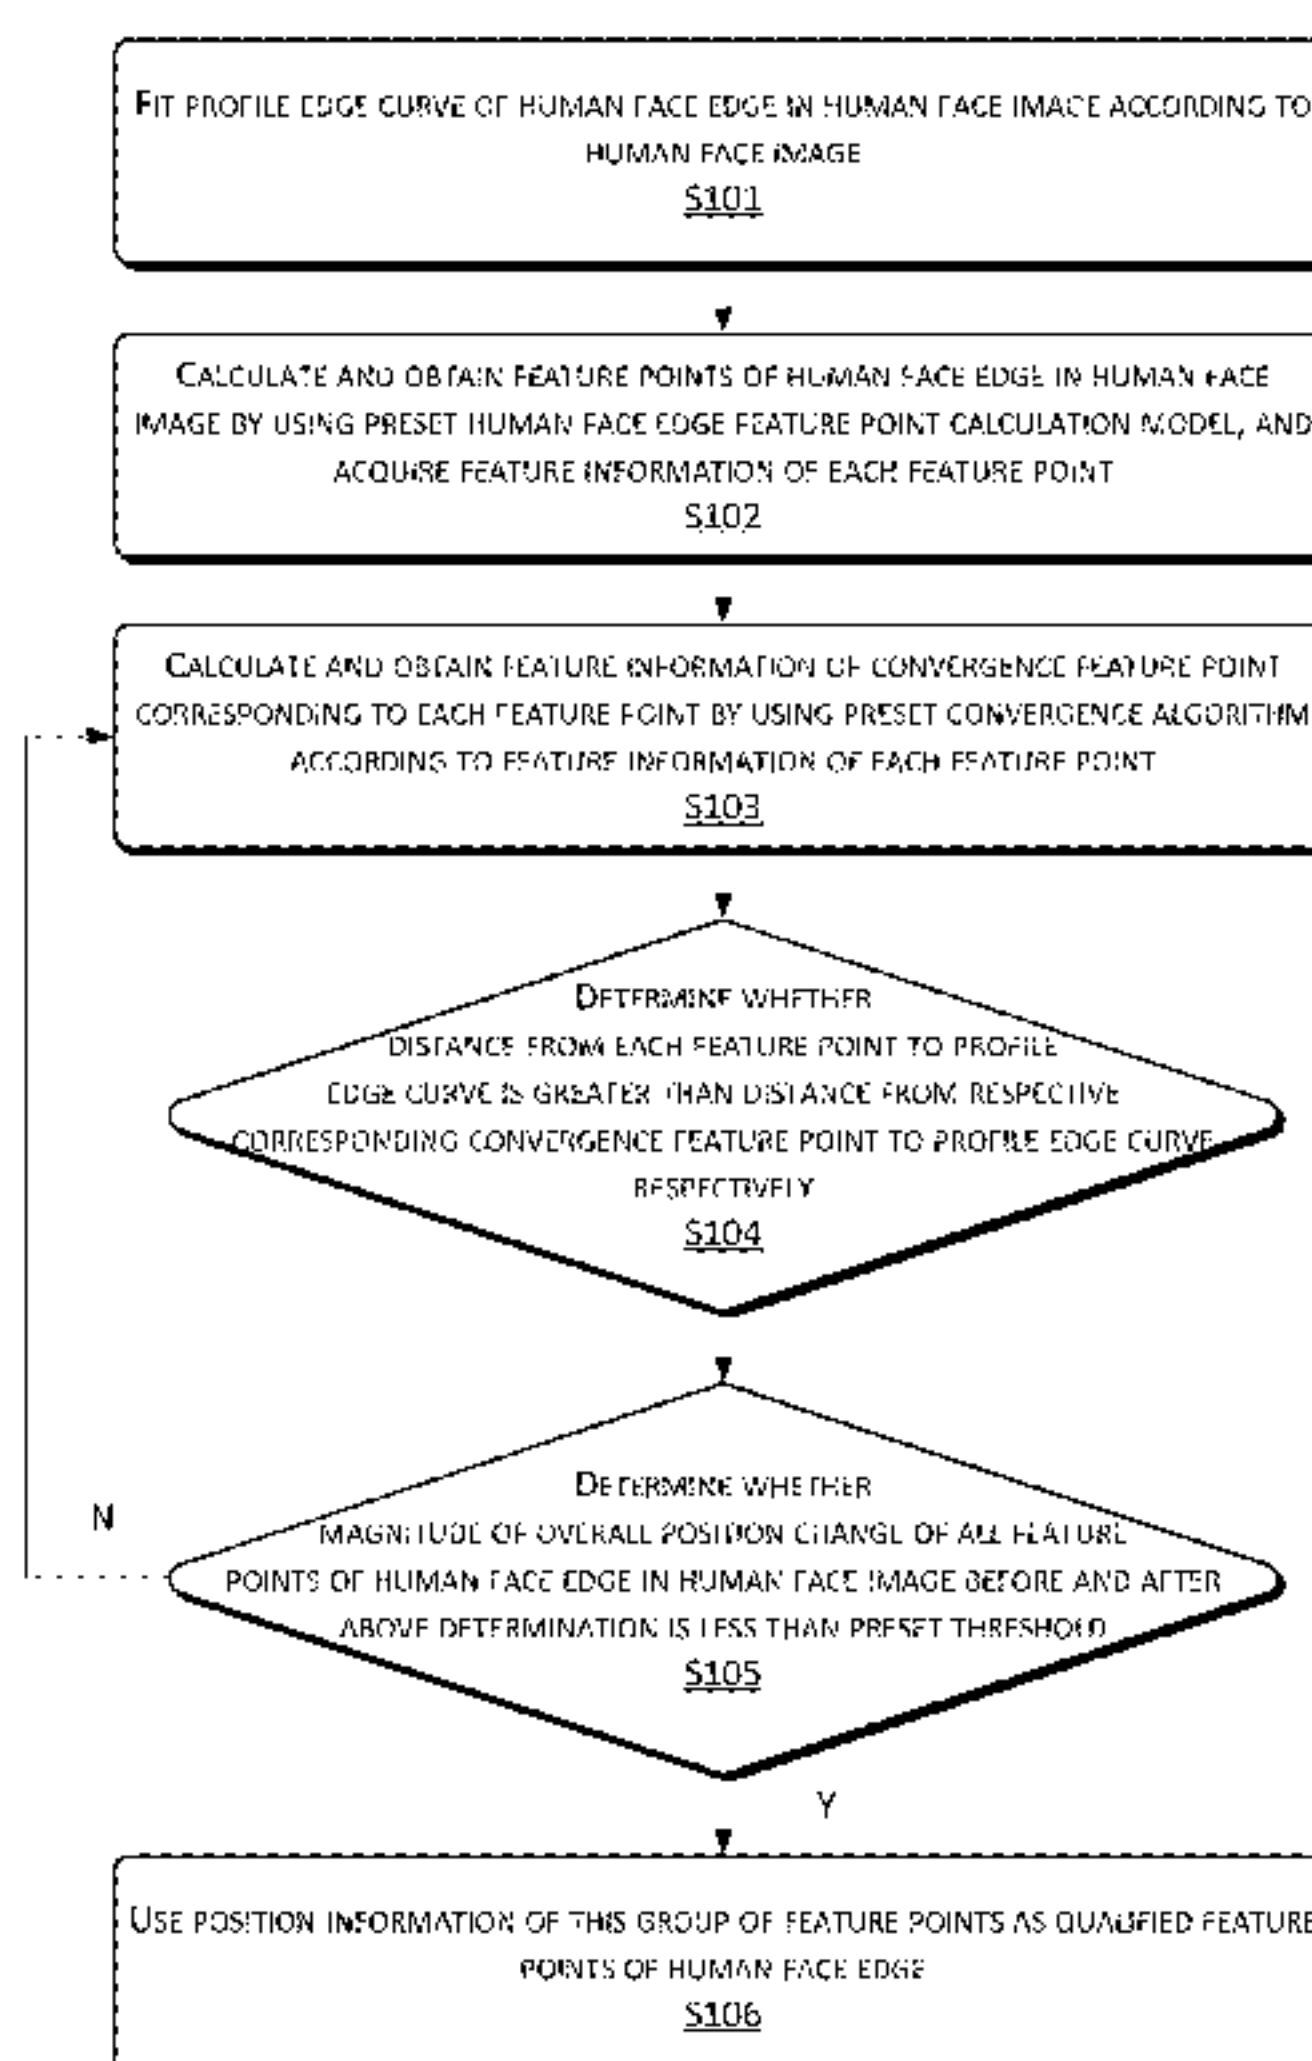 FIT PROFILE EDGE CURVE OF HUMAN FACE EDGE IN HUMAN FACE IMAGE ACCORDING TO
HUMAN FACE IMAGE
S101
CALCULATE AND OBTAIN FEATURE POINTS OF HUMAN FACE EDGE IN HUMAN FACE
IMAGE BY USING PRESET HUMAN FACE EDGE FEATURE POINT CALCULATION MODEL, AND
ACQUIRE FEATURE INFORMATION OF EACH FEATURE POINT
S102
CALCULATE AND OBTAIN FEATURE INFORMATION OF CONVERGENCE FEATURE POINT
CORRESPONDING TO EACH FEATURE POINT BY USING PRESET CONVERGENCE ALGORITHM
ACCORDING TO FEATURE INFORMATION OF EACH FEATURE POINT
S103
DETERMINE WHETHER
DISTANCE FROM EACH FEATURE POINT TO PROFILE
EDGE CURVE IS GREATER THAN DISTANCE FROM RESPECTIVE
CORRESPONDING CONVERGENCE FEATURE POINT TO PROFILE EDGE CURVE
RESPECTIVELY
S104
DETERMINE WHETHER
MAGNITUDE OF OVERALL POSITION CHANGE OF ALL FEATURE
POINTS OF HUMAN FACE EDGE IN HUMAN FACE IMAGE BEFORE AND AFTER
ABOVE DETERMINATION IS LESS THAN PRESET THRESHOLD
S105
N
Y
USE POSITION INFORMATION OF THIS GROUP OF FEATURE POINTS AS QUALIFIED FEATURE
POINTS OF HUMAN FACE EDGE
S106